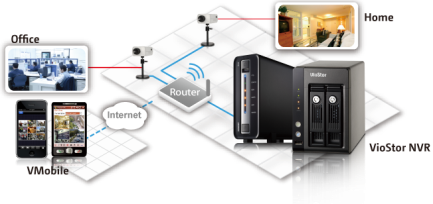 Home
Office
Router
VioStor
Internet
VioStor NVR
VMobile